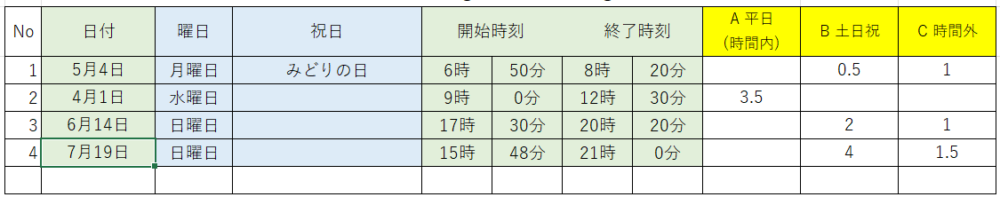 No 日付 曜日 祝日 開始時刻 終了時刻 A 平日 (時間内) B 土日祝 C 時間外
1 5月4日 月曜日 みどりの日 6時 50分 8時 20分 0.5 1
2 4月1日 水曜日 9時 0分 12時 30分 3.5
3 6月14日 日曜日 17時 30分 20時 20分 2 1
4 7月19日 日曜日 15時 48分 21時 0分 4 1.5